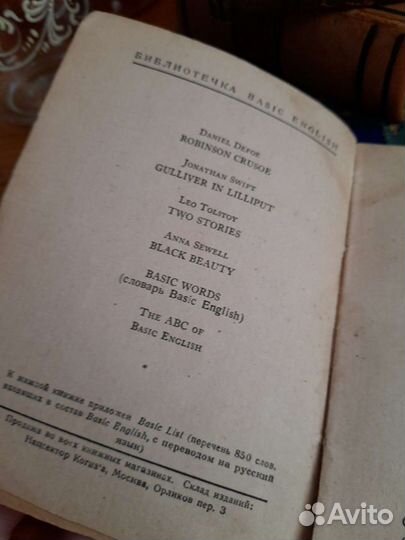 БИБЛИОТЕЧКА BASIC ENGLISH
DANIEL DEFOE
ROBINSON CRUSOE
JONATHAN SWIFT
GULLIVER IN LILLIPUT
LEO TOLSTOY
TWO STORIES
ANNA SEWELL
BLACK BEAUTY
BASIC WORDS
(словарь Basic English)
THE ABC OF
BASIC ENGLISH
К каждой книжке приложен Basic List (перечень 850 слов,
входящих в состав Basic English, с переводом на русский
язык)
Продажа во всех книжных магазинах. Склад издания:
Инсектор Когиз'а, Москва, Орликов пер. 3
Avito